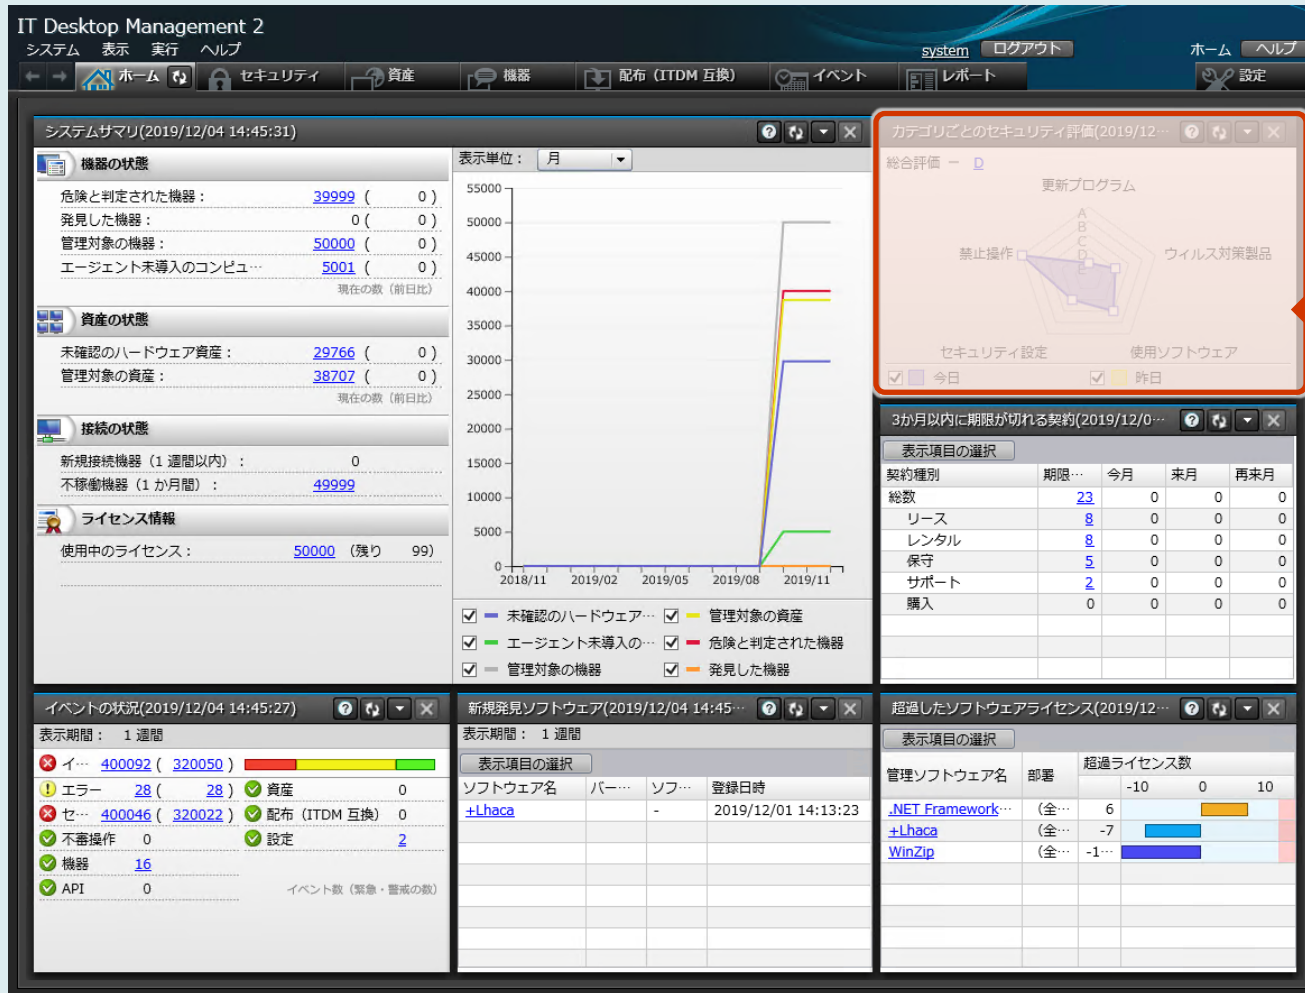 IT Desktop Management 2
システム 表示 実行 ヘルプ
system ログアウト ホーム ヘルプ
ホーム セキュリティ 資産 機器 配布（ITDM 互換） イベント レポート 設定
システムサマリ(2019/12/04 14:45:31)
機器の状態
危険と判定された機器： 39999 ( 0 )
発見した機器： 0 ( 0 )
管理対象の機器： 50000 ( 0 )
エージェント未導入のコンピュ… 5001 ( 0 )
現在の数（前日比）
資産の状態
未確認のハードウェア資産： 29766 ( 0 )
管理対象の資産： 38707 ( 0 )
現在の数（前日比）
接続の状態
新規接続機器（1 週間以内）： 0
不稼働機器（1 か月間）： 49999
ライセンス情報
使用中のライセンス： 50000 （残り 99）
表示単位： 月
55000
50000
45000
40000
35000
30000
25000
20000
15000
10000
5000
0
2018/11 2019/02 2019/05 2019/08 2019/11
未確認のハードウェア… 管理対象の資産
エージェント未導入の… 危険と判定された機器
管理対象の機器 発見した機器
カテゴリごとのセキュリティ評価(2019/12…
総合評価 － D
更新プログラム
A
B
C
D
E
禁止操作 ウィルス対策製品
セキュリティ設定 使用ソフトウェア
今日 昨日
3か月以内に期限が切れる契約(2019/12/0…
表示項目の選択
契約種別 期限… 今月 来月 再来月
総数 23 0 0 0
リース 8 0 0 0
レンタル 8 0 0 0
保守 5 0 0 0
サポート 2 0 0 0
購入 0 0 0 0
イベントの状況(2019/12/04 14:45:27)
表示期間： 1 週間
イ… 400092 ( 320050 )
エラー 28 ( 28 ) 資産 0
セ… 400046 ( 320022 ) 配布（ITDM 互換） 0
不審操作 0 設定 2
機器 16
API 0 イベント数（緊急・警戒の数）
新規発見ソフトウェア(2019/12/04 14:45…
表示期間： 1 週間
表示項目の選択
ソフトウェア名 バー… ソフ… 登録日時
+Lhaca - 2019/12/01 14:13:23
超過したソフトウェアライセンス(2019/12…
表示項目の選択
管理ソフトウェア名 部署 超過ライセンス数
-10 0 10
.NET Framework… （全… 6
+Lhaca （全… -7
WinZip （全… -1…